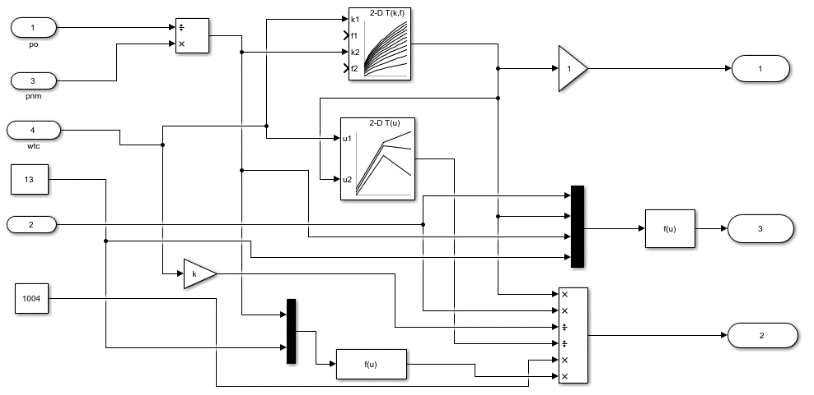 1
po
÷
×
3
pnm
4
wtc
13
2
1004
k
2-D T(k,f)
k1
f1
k2
f2
2-D T(u)
u1
u2
f(u)
1
1
f(u)
3
×
×
÷
÷
×
×
2